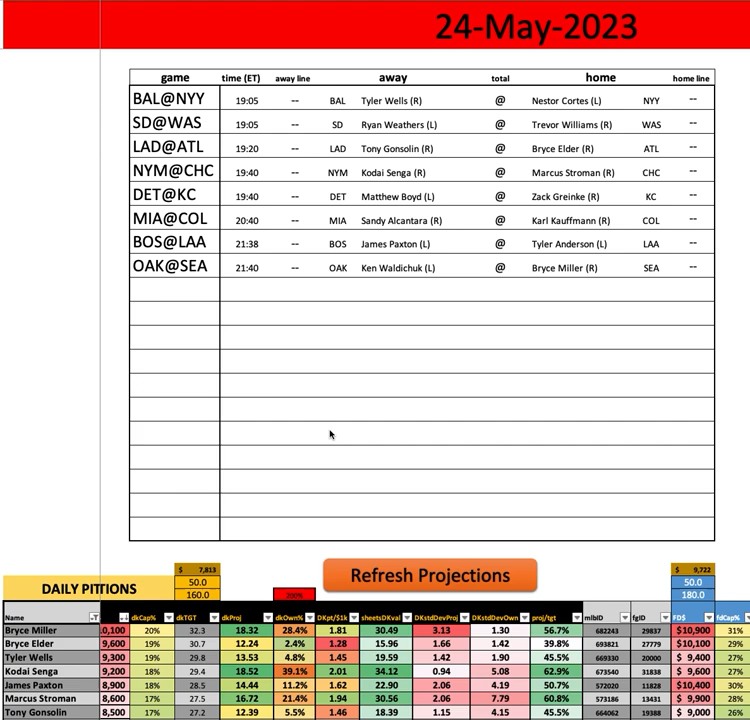 24-May-2023
game time (ET) away line away total home home line
BAL@NYY 19:05 -- BAL Tyler Wells (R) @ Nestor Cortes (L) NYY --
SD@WAS 19:05 -- SD Ryan Weathers (L) @ Trevor Williams (R) WAS --
LAD@ATL 19:20 -- LAD Tony Gonsolin (R) @ Bryce Elder (R) ATL --
NYM@CHC 19:40 -- NYM Kodai Senga (R) @ Marcus Stroman (R) CHC --
DET@KC 19:40 -- DET Matthew Boyd (L) @ Zack Greinke (R) KC --
MIA@COL 20:40 -- MIA Sandy Alcantara (R) @ Karl Kauffmann (R) COL --
BOS@LAA 21:38 -- BOS James Paxton (L) @ Tyler Anderson (L) LAA --
OAK@SEA 21:40 -- OAK Ken Waldichuk (L) @ Bryce Miller (R) SEA --
$ 7,813 $ 9,722
Refresh Projections
DAILY PITTIONS 50.0 50.0
160.0 200% 180.0
Name dkCap% dkTGT dkProj dkOwn% DKpt/$1k sheetsDKval DKstdDevProj DKstdDevOwn proj/tgt mlbID fgID FD$ fdCap%
Bryce Miller 10,100 20% 32.3 18.32 28.4% 1.81 30.49 3.13 1.30 56.7% 682243 29837 $10,900 31%
Bryce Elder 9,600 19% 30.7 12.24 2.4% 1.28 15.96 1.66 1.42 39.8% 693821 27779 $10,100 29%
Tyler Wells 9,300 19% 29.8 13.53 4.8% 1.45 19.59 1.42 1.90 45.5% 669330 20000 $ 9,400 27%
Kodai Senga 9,200 18% 29.4 18.52 39.1% 2.01 34.12 0.94 5.08 62.9% 673540 31838 $ 9,600 27%
James Paxton 8,900 18% 28.5 14.44 11.2% 1.62 22.90 2.06 4.19 50.7% 572020 11828 $10,400 30%
Marcus Stroman 8,600 17% 27.5 16.72 21.4% 1.94 30.56 2.06 7.79 60.8% 573186 13431 $ 9,800 28%
Tony Gonsolin 8,500 17% 27.2 12.39 5.5% 1.46 18.39 1.15 4.15 45.5% 664062 19388 $ 9,000 26%